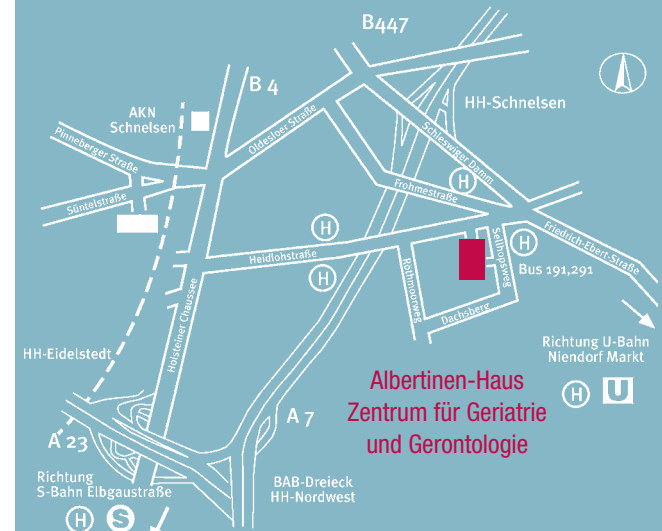 B447
B 4
HH-Schnelsen
AKN
Schnelsen
Oldesloer Straße
Schleswiger Damm
Pinneberger Straße
Frohmestraße
H
Süntelstraße
H
Heidlohstraße
H
H
Sellhopsweg
Friedrich-Ebert-Straße
Bus 191,291
Rothmoorweg
Dachsberg
Holsteiner Chaussee
HH-Eidelstedt
Richtung U-Bahn
Niendorf Markt
H U
Albertinen-Haus
Zentrum für Geriatrie
und Gerontologie
A 7
A 23
Richtung
S-Bahn Elbgaustraße
H S
BAB-Dreieck
HH-Nordwest